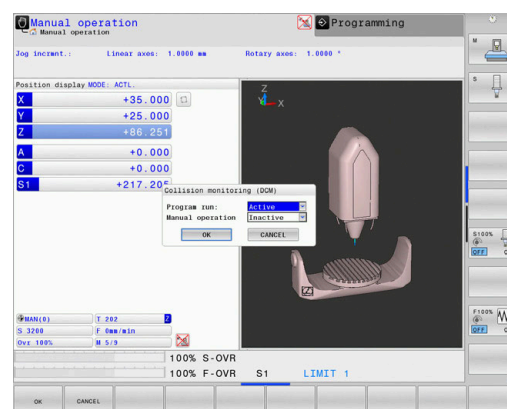 Manual operation
Programming
Manual operation
Jog incrmnt.: Linear axes: 1.0000 mm Rotary axes: 1.0000 °
Position display MODE: ACTL.
X +35.000
Y +25.000
Z +86.251
A +0.000
C +0.000
S1 +217.205
Z
Y
X
Collision monitoring (DCM)
Program run: Active
Manual operation Inactive
OK CANCEL
MAN(0) T 202 Z
S 3200 F 0mm/min
Ovr 100% M 5/9
100% S-OVR
100% F-OVR S1 LIMIT 1
M
S
S100%
OFF
F100%
OFF
OK CANCEL